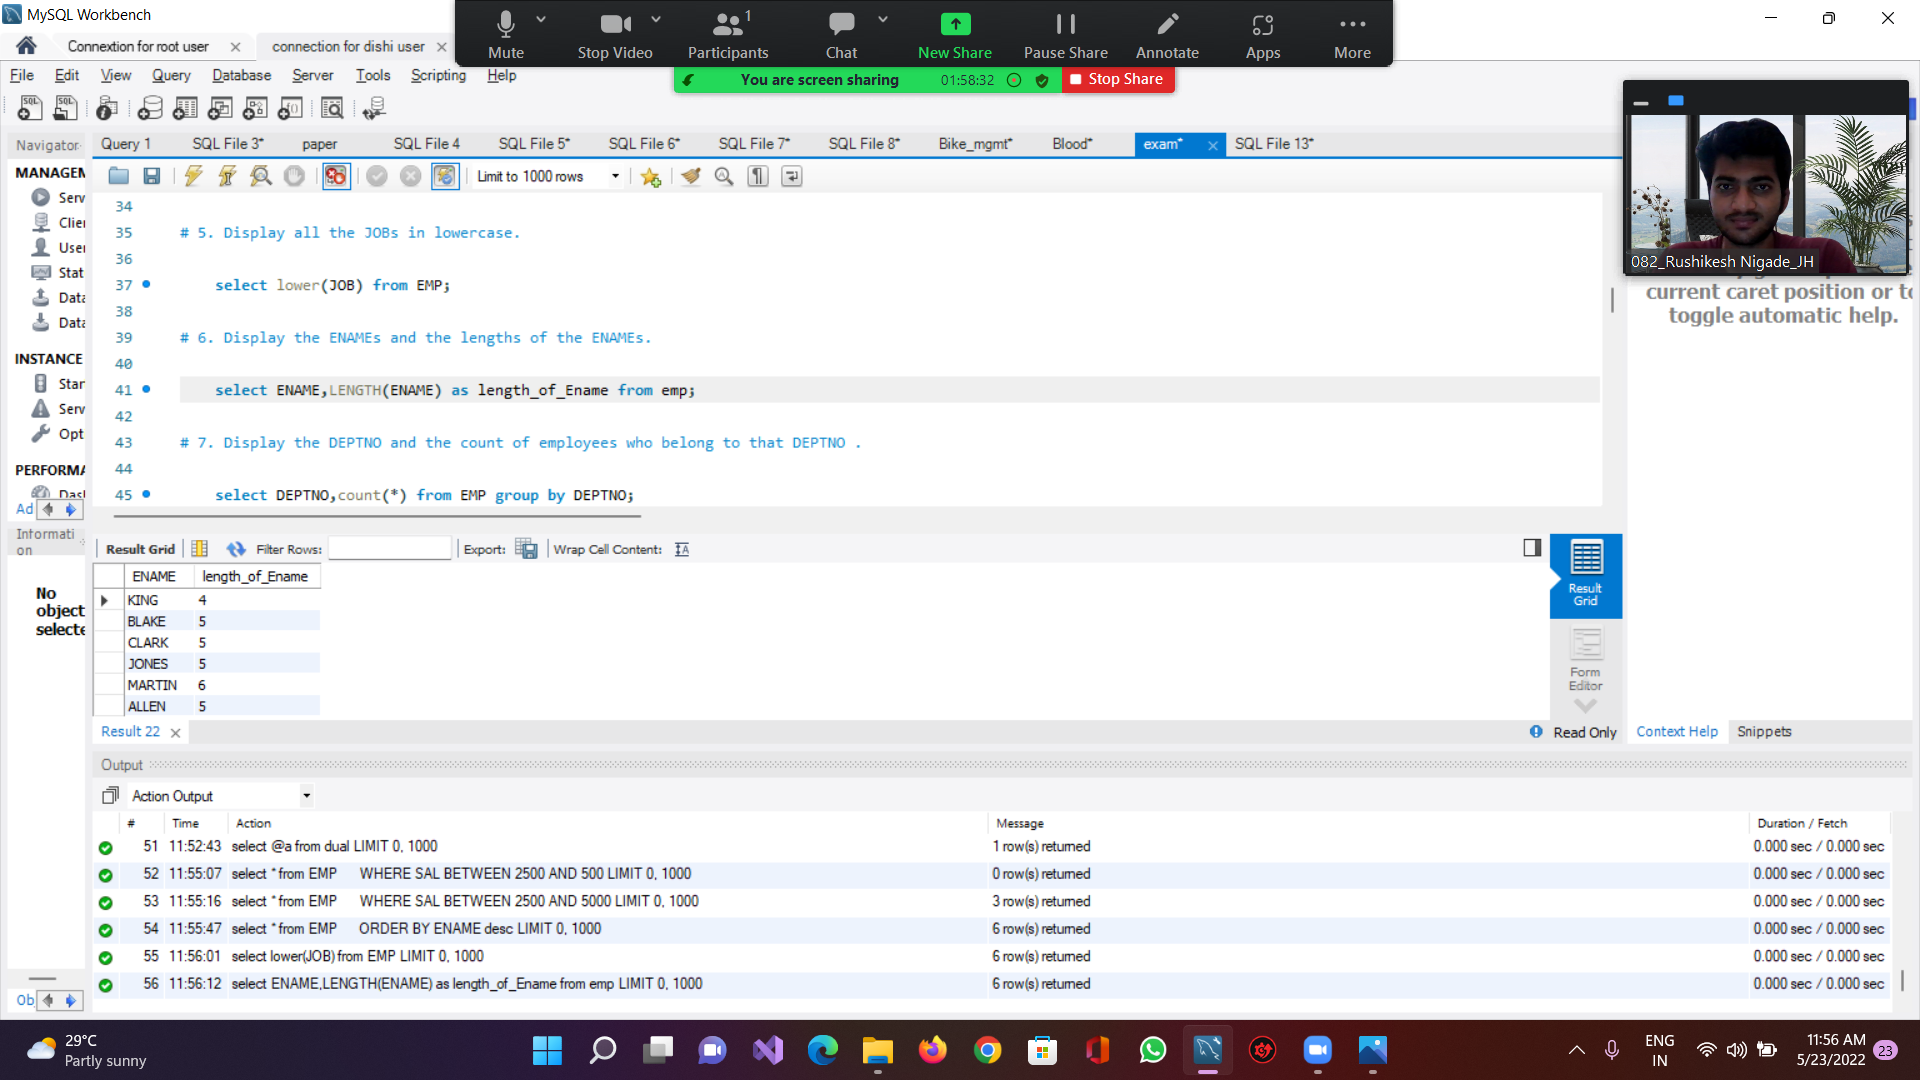 MySQL Workbench
Mute
Stop Video
Participants
1
Chat
New Share
Pause Share
Annotate
Apps
More
You are screen sharing
01:58:32
Stop Share
Connextion for root user
connection for dishi user
File Edit View Query Database Server Tools Scripting Help
Navigator
Query 1
SQL File 3*
paper
SQL File 4
SQL File 5*
SQL File 6*
SQL File 7*
SQL File 8*
Bike_mgmt*
Blood*
exam*
SQL File 13*
MANAGEM
Serv
Clie
User
Stat
Data
Data
INSTANCE
Star
Serv
Opt
PERFORMA
Dasl
Ad
Informati
on
No
object
selecte
Ob
Limit to 1000 rows
34
35 # 5. Display all the JOBs in lowercase.
36
37 select lower(JOB) from EMP;
38
39 # 6. Display the ENAMEs and the lengths of the ENAMEs.
40
41 select ENAME,LENGTH(ENAME) as length_of_Ename from emp;
42
43 # 7. Display the DEPTNO and the count of employees who belong to that DEPTNO .
44
45 select DEPTNO,count(*) from EMP group by DEPTNO;
082_Rushikesh Nigade_JH
current caret position or to
toggle automatic help.
Result Grid
Filter Rows:
Export:
Wrap Cell Content:
ENAME length_of_Ename
KING 4
BLAKE 5
CLARK 5
JONES 5
MARTIN 6
ALLEN 5
Result
Grid
Form
Editor
Result 22
Read Only
Context Help
Snippets
Output
Action Output
# Time Action Message Duration / Fetch
51 11:52:43 select @a from dual LIMIT 0, 1000 1 row(s) returned 0.000 sec / 0.000 sec
52 11:55:07 select * from EMP WHERE SAL BETWEEN 2500 AND 500 LIMIT 0, 1000 0 row(s) returned 0.000 sec / 0.000 sec
53 11:55:16 select * from EMP WHERE SAL BETWEEN 2500 AND 5000 LIMIT 0, 1000 3 row(s) returned 0.000 sec / 0.000 sec
54 11:55:47 select * from EMP ORDER BY ENAME desc LIMIT 0, 1000 6 row(s) returned 0.000 sec / 0.000 sec
55 11:56:01 select lower(JOB) from EMP LIMIT 0, 1000 6 row(s) returned 0.000 sec / 0.000 sec
56 11:56:12 select ENAME,LENGTH(ENAME) as length_of_Ename from emp LIMIT 0, 1000 6 row(s) returned 0.000 sec / 0.000 sec
29°C
Partly sunny
ENG
IN
11:56 AM
5/23/2022
23